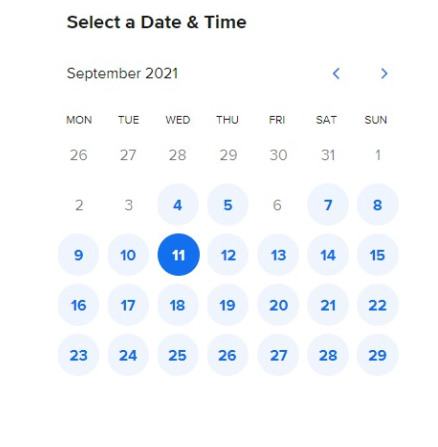 Select a Date & Time
September 2021
MON TUE WED THU FRI SAT SUN
26 27 28 29 30 31 1
2 3 4 5 6 7 8
9 10 11 12 13 14 15
16 17 18 19 20 21 22
23 24 25 26 27 28 29